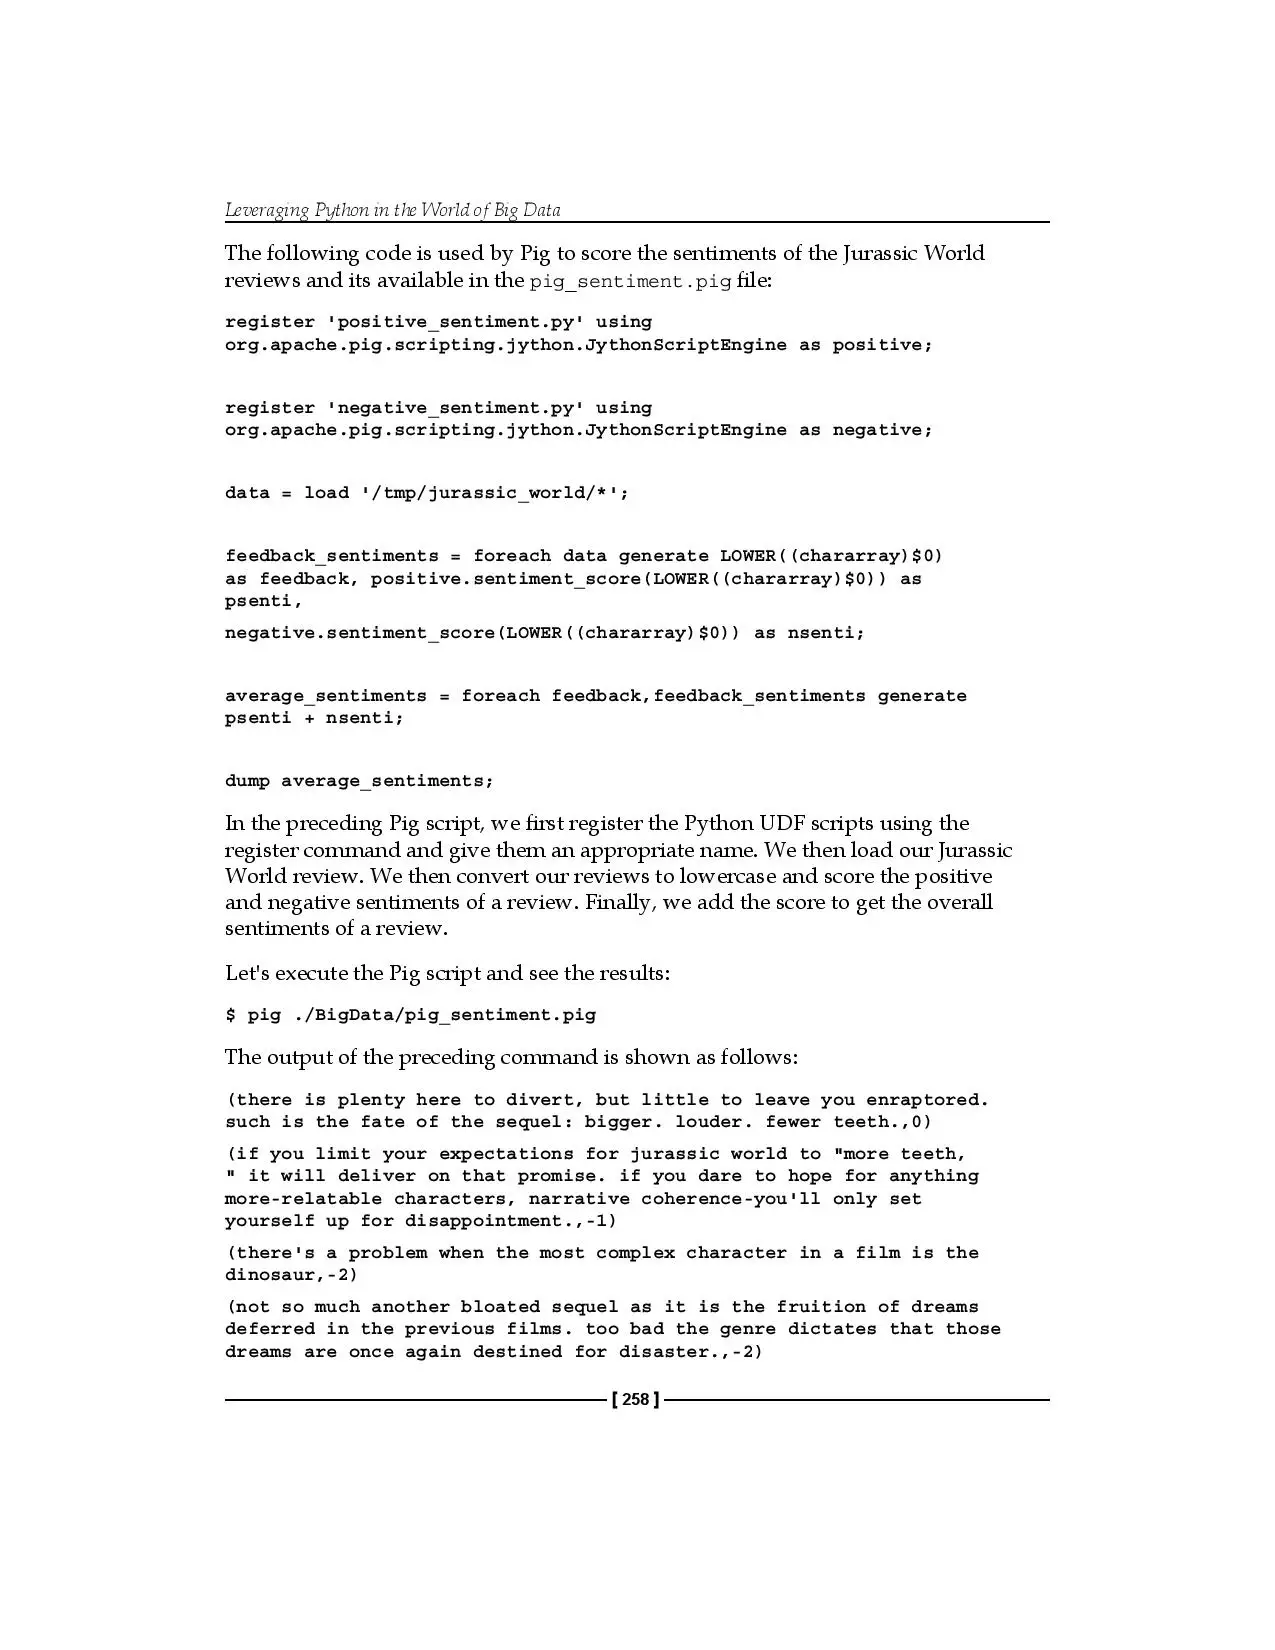 Leveraging Python in the World of Big Data
The following code is used by Pig to score the sentiments of the Jurassic World
reviews and its available in the pig_sentiment.pig file:
register 'positive_sentiment.py' using
org.apache.pig.scripting.jython.JythonScriptEngine as positive;
register 'negative_sentiment.py' using
org.apache.pig.scripting.jython.JythonScriptEngine as negative;
data = load '/tmp/jurassic_world/*';
feedback_sentiments = foreach data generate LOWER((chararray)$0)
as feedback, positive.sentiment_score(LOWER((chararray)$0)) as
psenti,
negative.sentiment_score(LOWER((chararray)$0)) as nsenti;
average_sentiments = foreach feedback,feedback_sentiments generate
psenti + nsenti;
dump average_sentiments;
In the preceding Pig script, we first register the Python UDF scripts using the
register command and give them an appropriate name. We then load our Jurassic
World review. We then convert our reviews to lowercase and score the positive
and negative sentiments of a review. Finally, we add the score to get the overall
sentiments of a review.
Let's execute the Pig script and see the results:
$ pig ./BigData/pig_sentiment.pig
The output of the preceding command is shown as follows:
(there is plenty here to divert, but little to leave you enraptored.
such is the fate of the sequel: bigger. louder. fewer teeth.,0)
(if you limit your expectations for jurassic world to "more teeth,
" it will deliver on that promise. if you dare to hope for anything
more-relatable characters, narrative coherence-you'll only set
yourself up for disappointment.,-1)
(there's a problem when the most complex character in a film is the
dinosaur,-2)
(not so much another bloated sequel as it is the fruition of dreams
deferred in the previous films. too bad the genre dictates that those
dreams are once again destined for disaster.,-2)
[ 258 ]